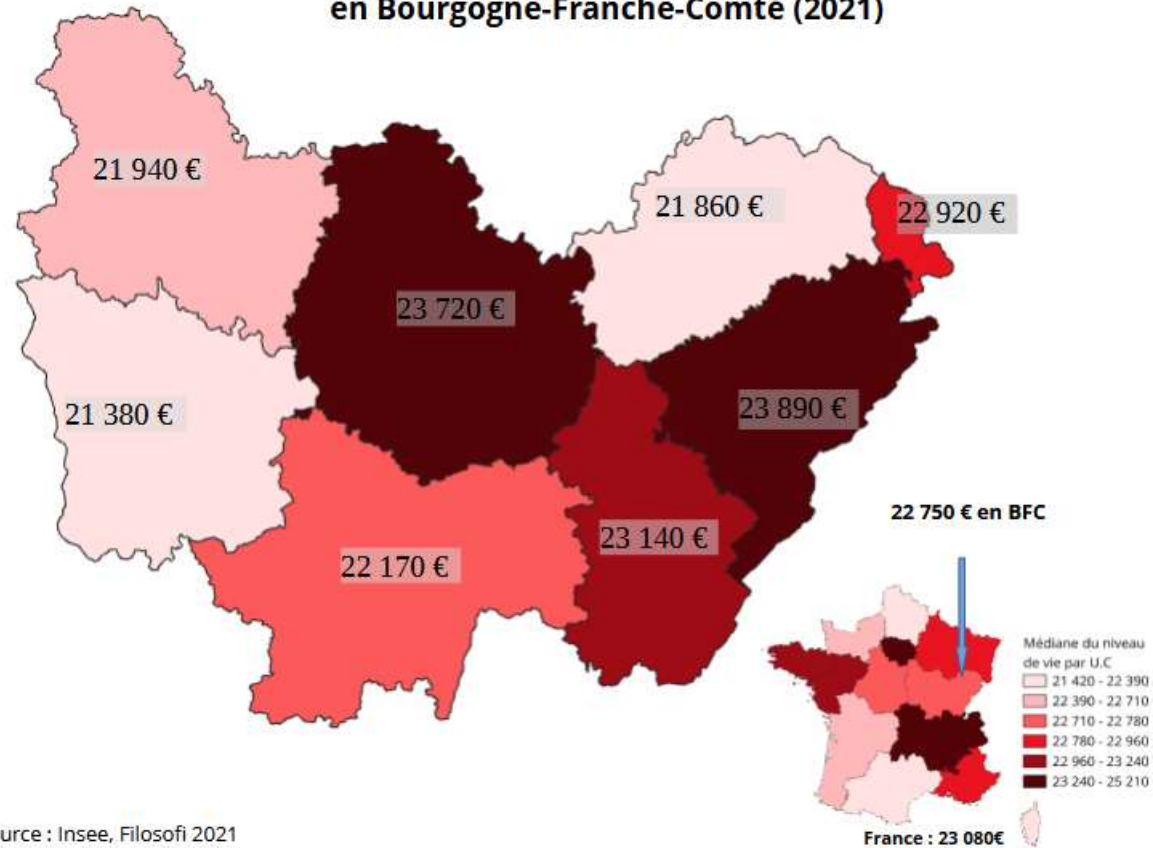 en Bourgogne-Franche-Comté (2021)
21 940 €
21 860 €
22 920 €
23 720 €
21 380 €
23 890 €
22 170 €
23 140 €
22 750 € en BFC
Médiane du niveau
de vie par U.C
21 420 - 22 390
22 390 - 22 710
22 710 - 22 780
22 780 - 22 960
22 960 - 23 240
23 240 - 25 210
urce : Insee, Filosofi 2021
France : 23 080€